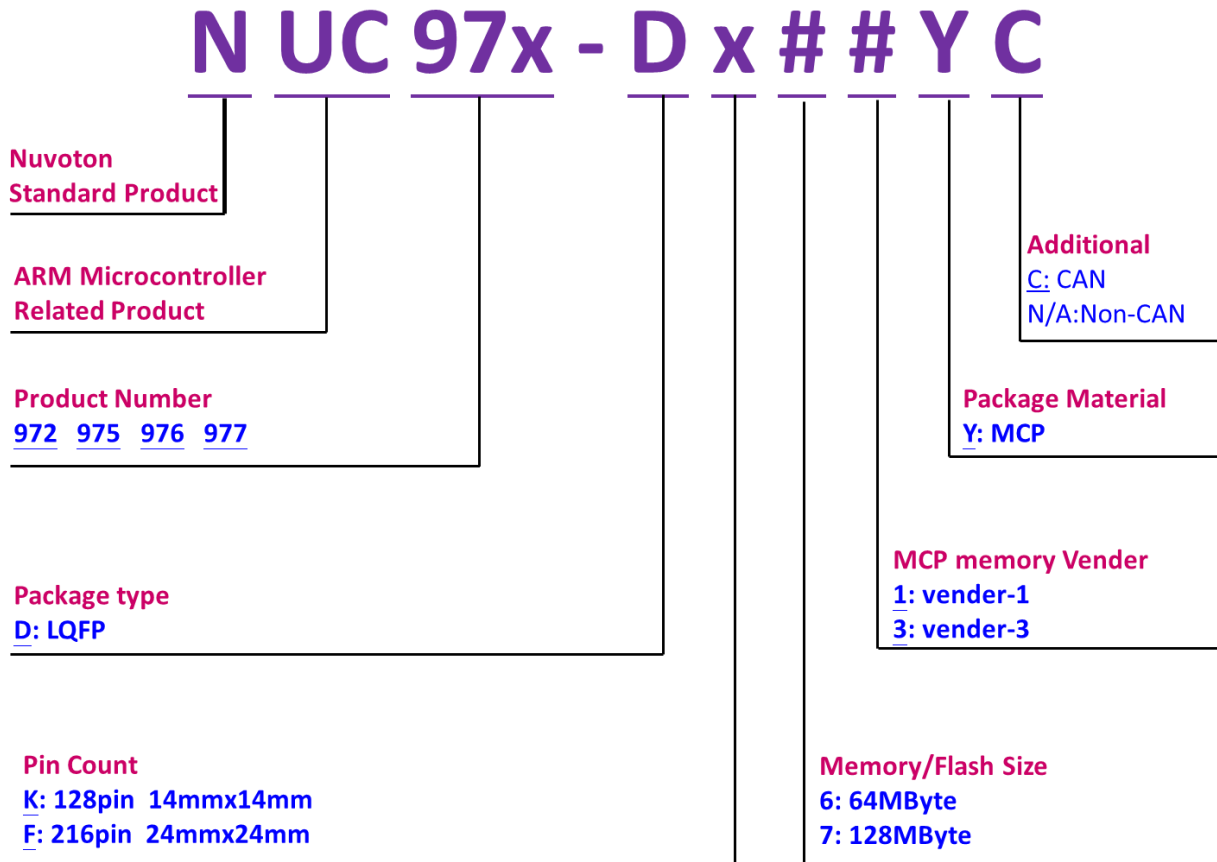 N UC 97x - D x # # Y C
Nuvoton
Standard Product
ARM Microcontroller
Related Product
Product Number
972 975 976 977
Package type
D: LQFP
Pin Count
K: 128pin 14mmx14mm
F: 216pin 24mmx24mm
Additional
C: CAN
N/A:Non-CAN
Package Material
Y: MCP
MCP memory Vender
1: vender-1
3: vender-3
Memory/Flash Size
6: 64MByte
7: 128MByte